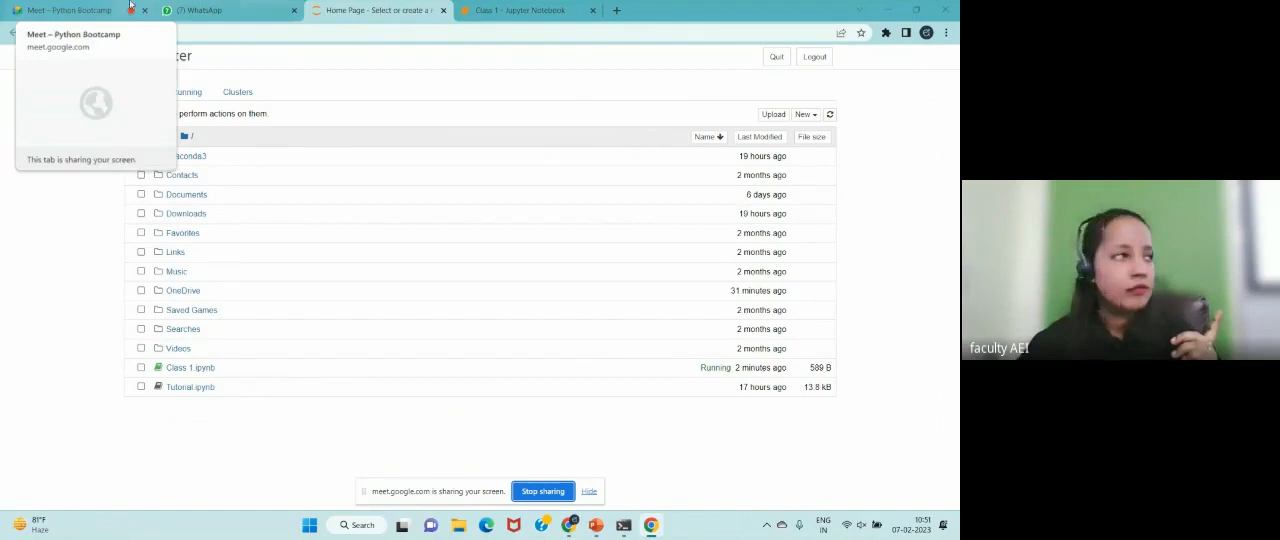 Meet – Python Bootcamp
(7) WhatsApp
Home Page - Select or create a
Class 1 - Jupyter Notebook
Meet – Python Bootcamp
meet.google.com
This tab is sharing your screen.
Quit
Logout
Clusters
perform actions on them.
Upload
New
/
Name
Last Modified
File size
19 hours ago
Contacts
2 months ago
Documents
6 days ago
Downloads
19 hours ago
Favorites
2 months ago
Links
2 months ago
Music
2 months ago
OneDrive
31 minutes ago
Saved Games
2 months ago
Searches
2 months ago
Videos
2 months ago
Class 1.ipynb
Running 2 minutes ago
589 B
Tutorial.ipynb
17 hours ago
13.8 kB
faculty AEI
meet.google.com is sharing your screen.
Stop sharing
Hide
81°F
Haze
Search
ENG
IN
10:51
07-02-2023